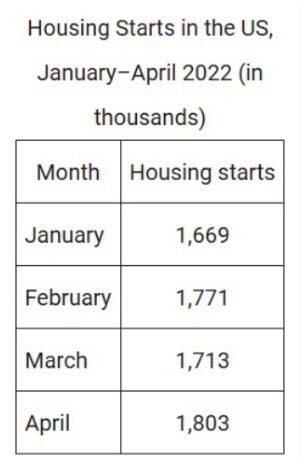 Housing Starts in the US,
January–April 2022 (in
thousands)
Month Housing starts
January 1,669
February 1,771
March 1,713
April 1,803